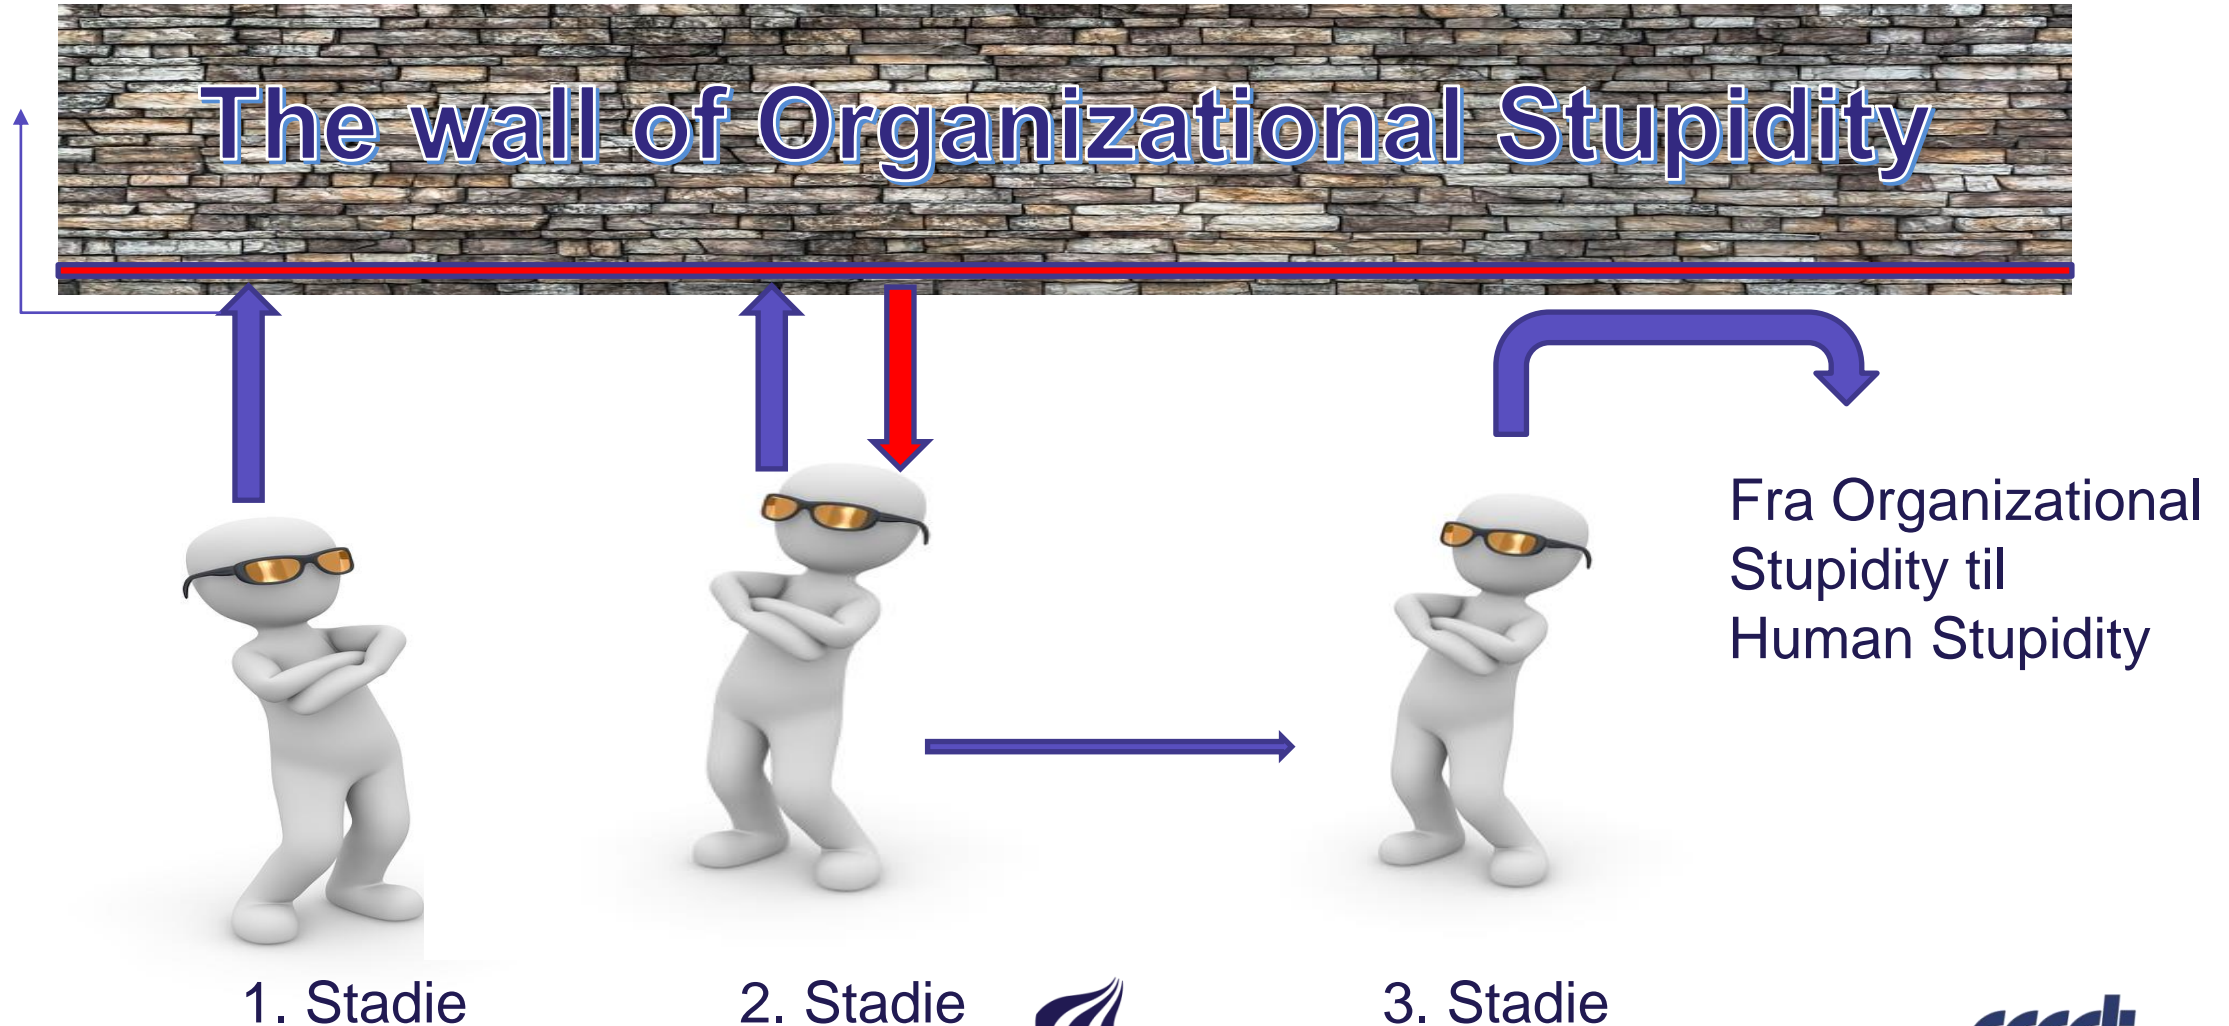 The wall of Organizational Stupidity
Fra Organizational
Stupidity til
Human Stupidity
1. Stadie
2. Stadie
3. Stadie